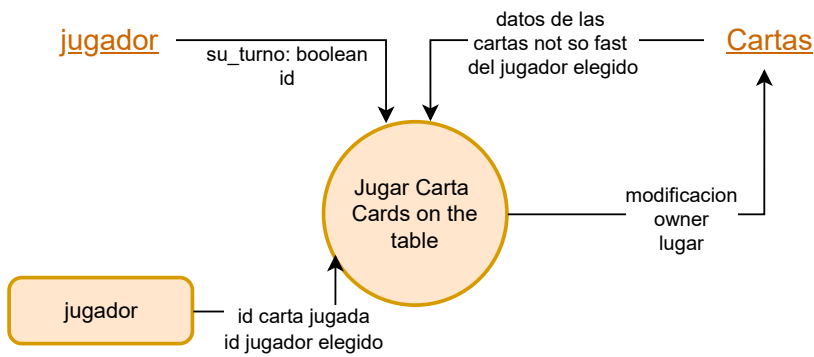 jugador
su_turno: boolean
id
datos de las
cartas not so fast
del jugador elegido
Cartas
Jugar Carta
Cards on the
table
modificacion
owner
lugar
jugador
id carta jugada
id jugador elegido